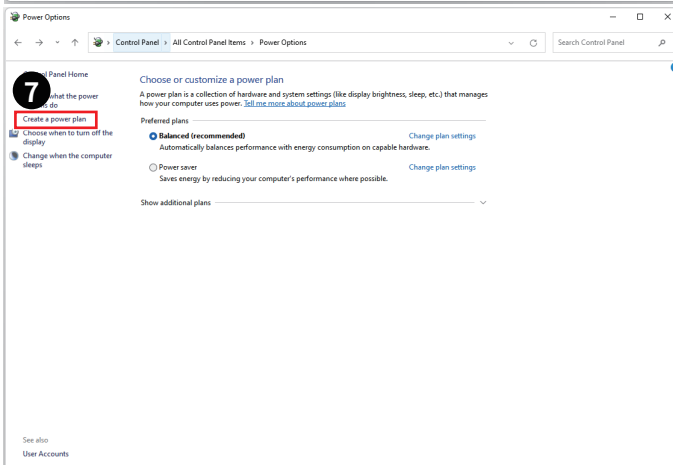 Power Options
Control Panel > All Control Panel Items > Power Options
Search Control Panel
Panel Home
7
what the power
do
Create a power plan
Choose when to turn off the
display
Change when the computer
sleeps
Choose or customize a power plan
A power plan is a collection of hardware and system settings (like display brightness, sleep, etc.) that manages
how your computer uses power. Tell me more about power plans
Preferred plans
Balanced (recommended)
Change plan settings
Automatically balances performance with energy consumption on capable hardware.
Power saver
Change plan settings
Saves energy by reducing your computer's performance where possible.
Show additional plans
See also
User Accounts